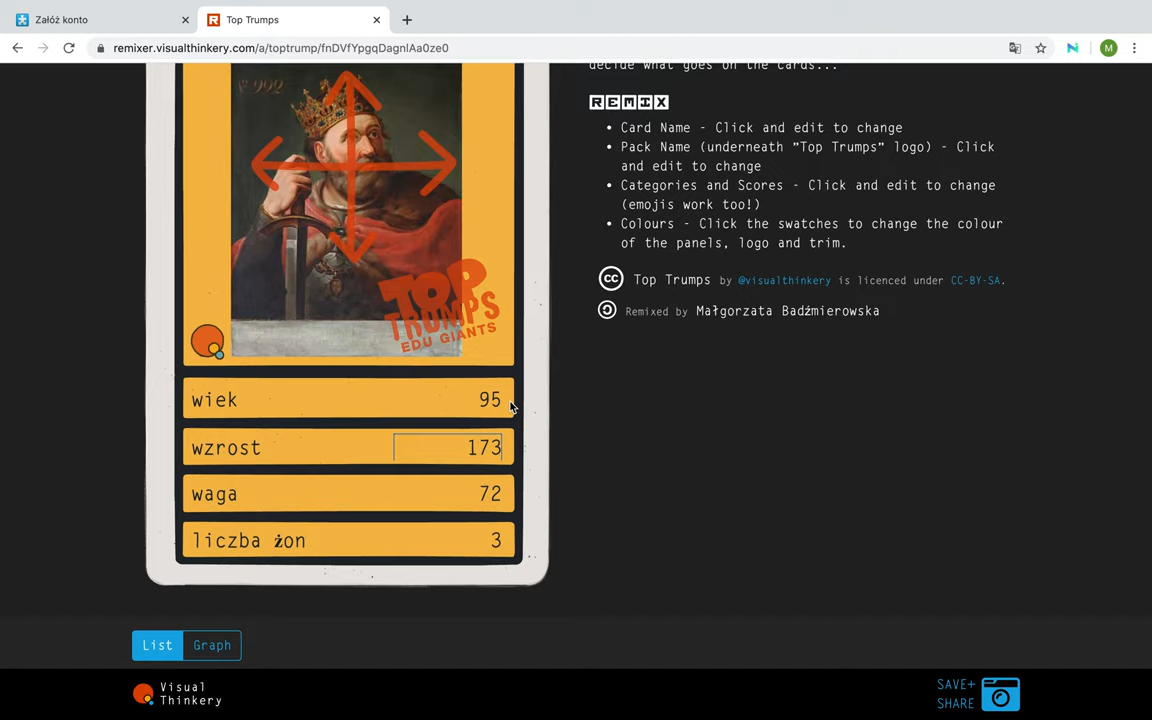 Załóż konto
Top Trumps
remixer.visualthinkery.com/a/toptrump/fnDVfYpgqDagnlAa0ze0
M
decide what goes on the cards...
REMIX
• Card Name - Click and edit to change
• Pack Name (underneath "Top Trumps" logo) - Click
and edit to change
• Categories and Scores - Click and edit to change
(emojis work too!)
• Colours - Click the swatches to change the colour
of the panels, logo and trim.
Top Trumps by @visualthinkery is licenced under CC-BY-SA.
Remixed by Małgorzata Badźmierowska
Nº 992
TOP
TRUMPS
EDU GIANTS
wiek 95
wzrost 173
waga 72
liczba żon 3
List Graph
Visual
Thinkery
SAVE+
SHARE